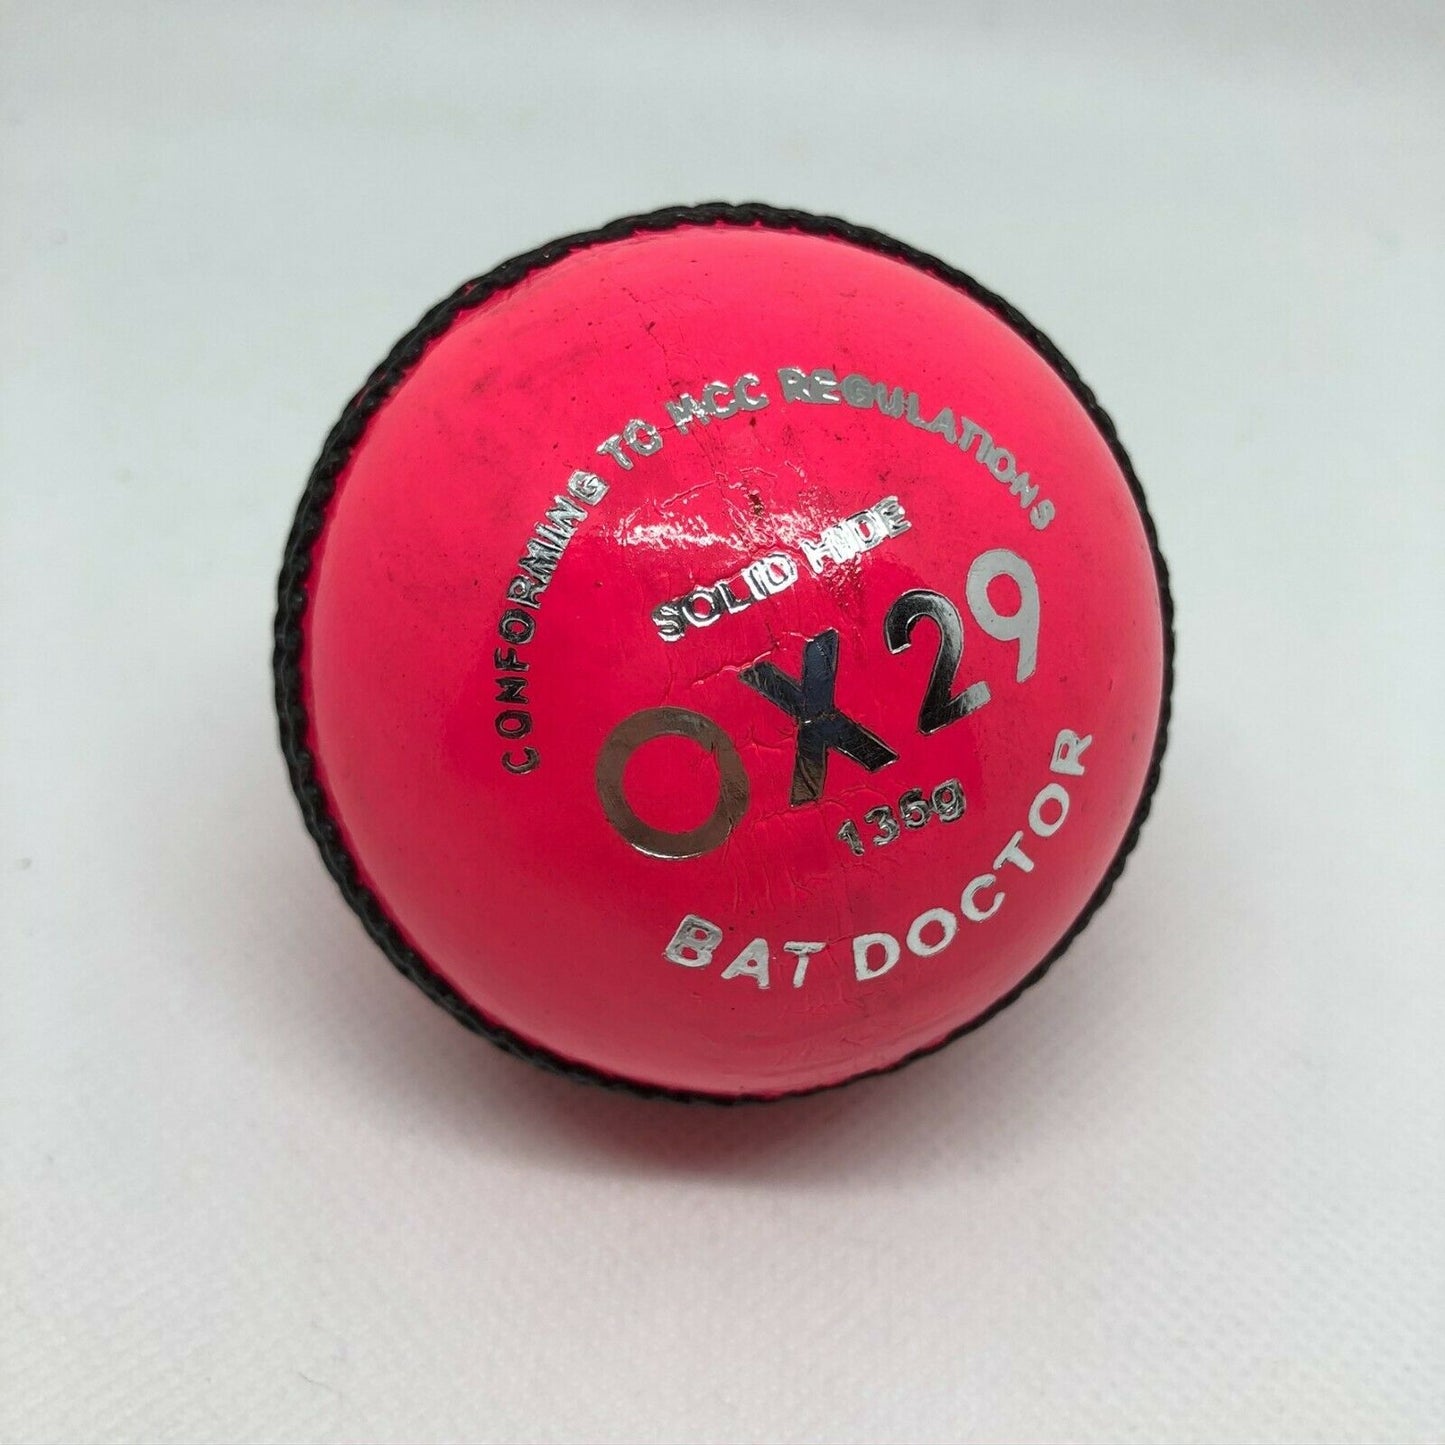 CONFORMING TO MCC REGULATIONS
SOLID HIDE
OX29
135g
BAT DOCTOR